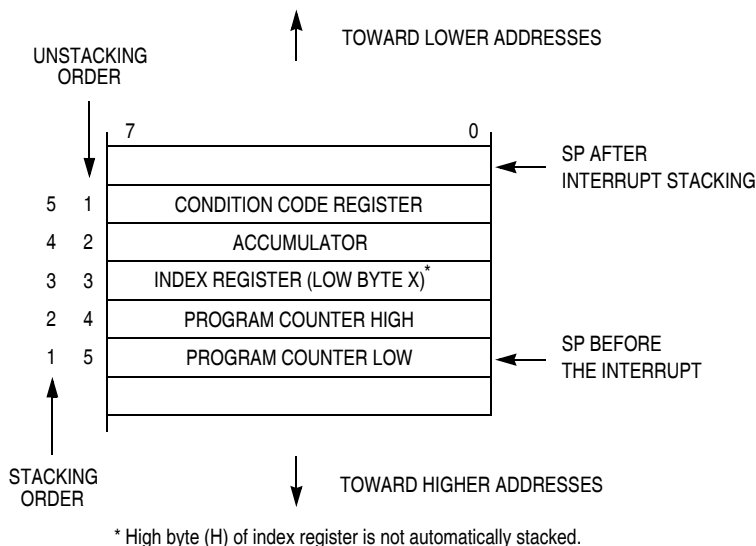 TOWARD LOWER ADDRESSES
UNSTACKING
ORDER
7 0
SP AFTER
INTERRUPT STACKING
5 1 CONDITION CODE REGISTER
4 2 ACCUMULATOR
3 3 INDEX REGISTER (LOW BYTE X)*
2 4 PROGRAM COUNTER HIGH
1 5 PROGRAM COUNTER LOW
SP BEFORE
THE INTERRUPT
STACKING
ORDER
TOWARD HIGHER ADDRESSES
* High byte (H) of index register is not automatically stacked.